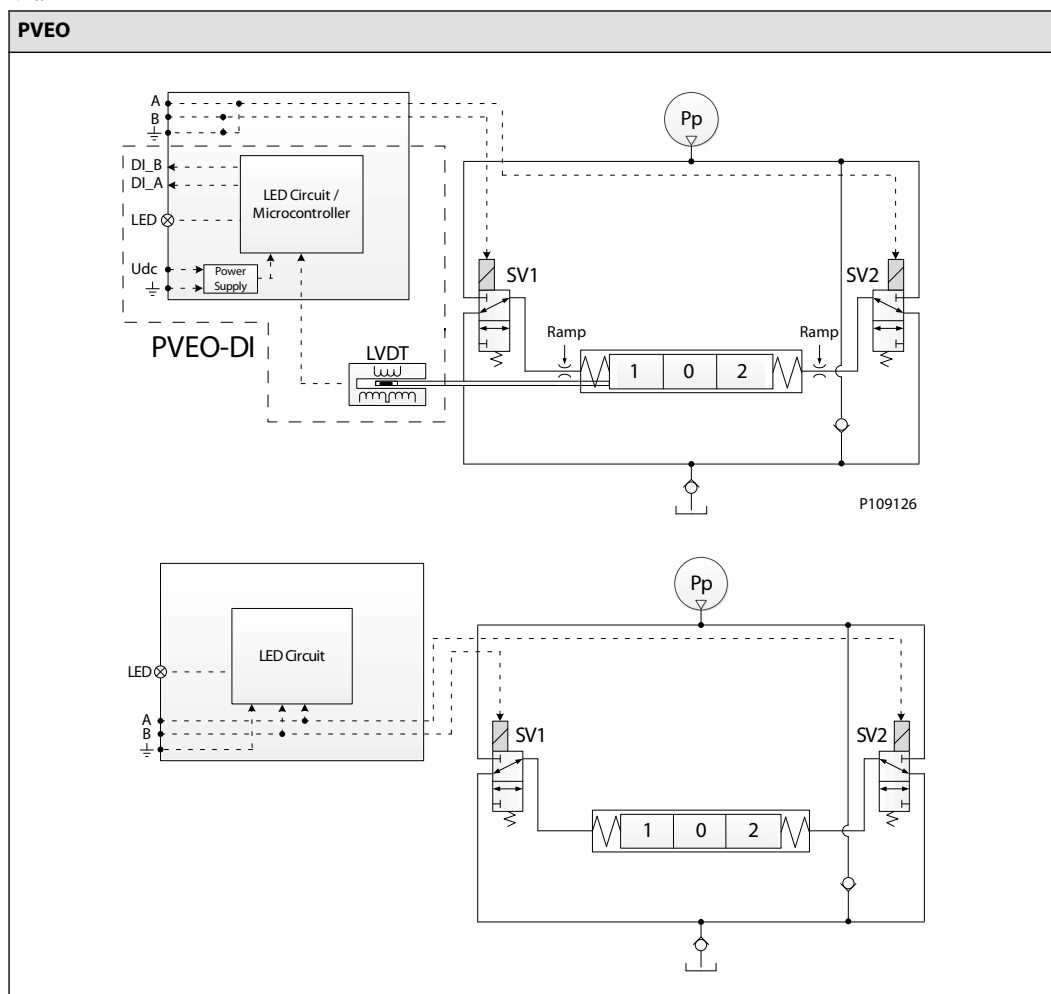 PVEO
A
B
DI_B
DI_A
LED
Udc
LED Circuit /
Microcontroller
Power
Supply
PVEO-DI
LVDT
Pp
SV1
SV2
Ramp
Ramp
1 0 2
P109126
LED Circuit
LED
A
B
Pp
SV1
SV2
1 0 2